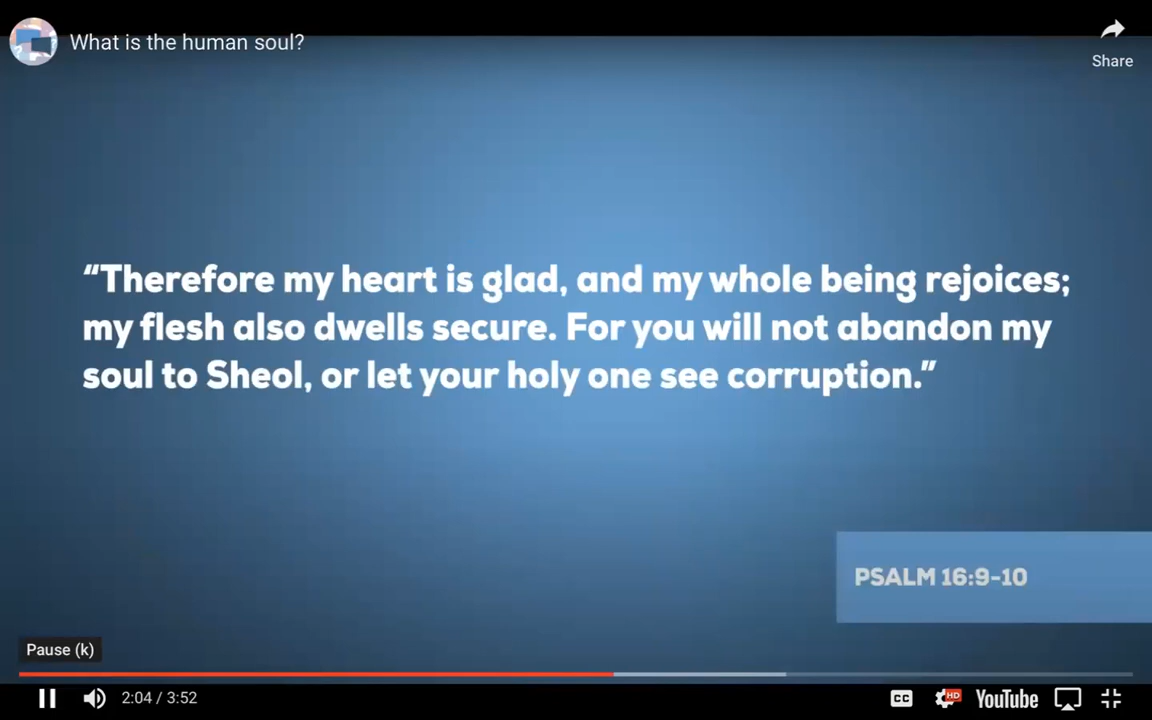 What is the human soul?
Share
“Therefore my heart is glad, and my whole being rejoices;
my flesh also dwells secure. For you will not abandon my
soul to Sheol, or let your holy one see corruption.”
PSALM 16:9-10
Pause (k)
2:04 / 3:52
CC
HD
YouTube